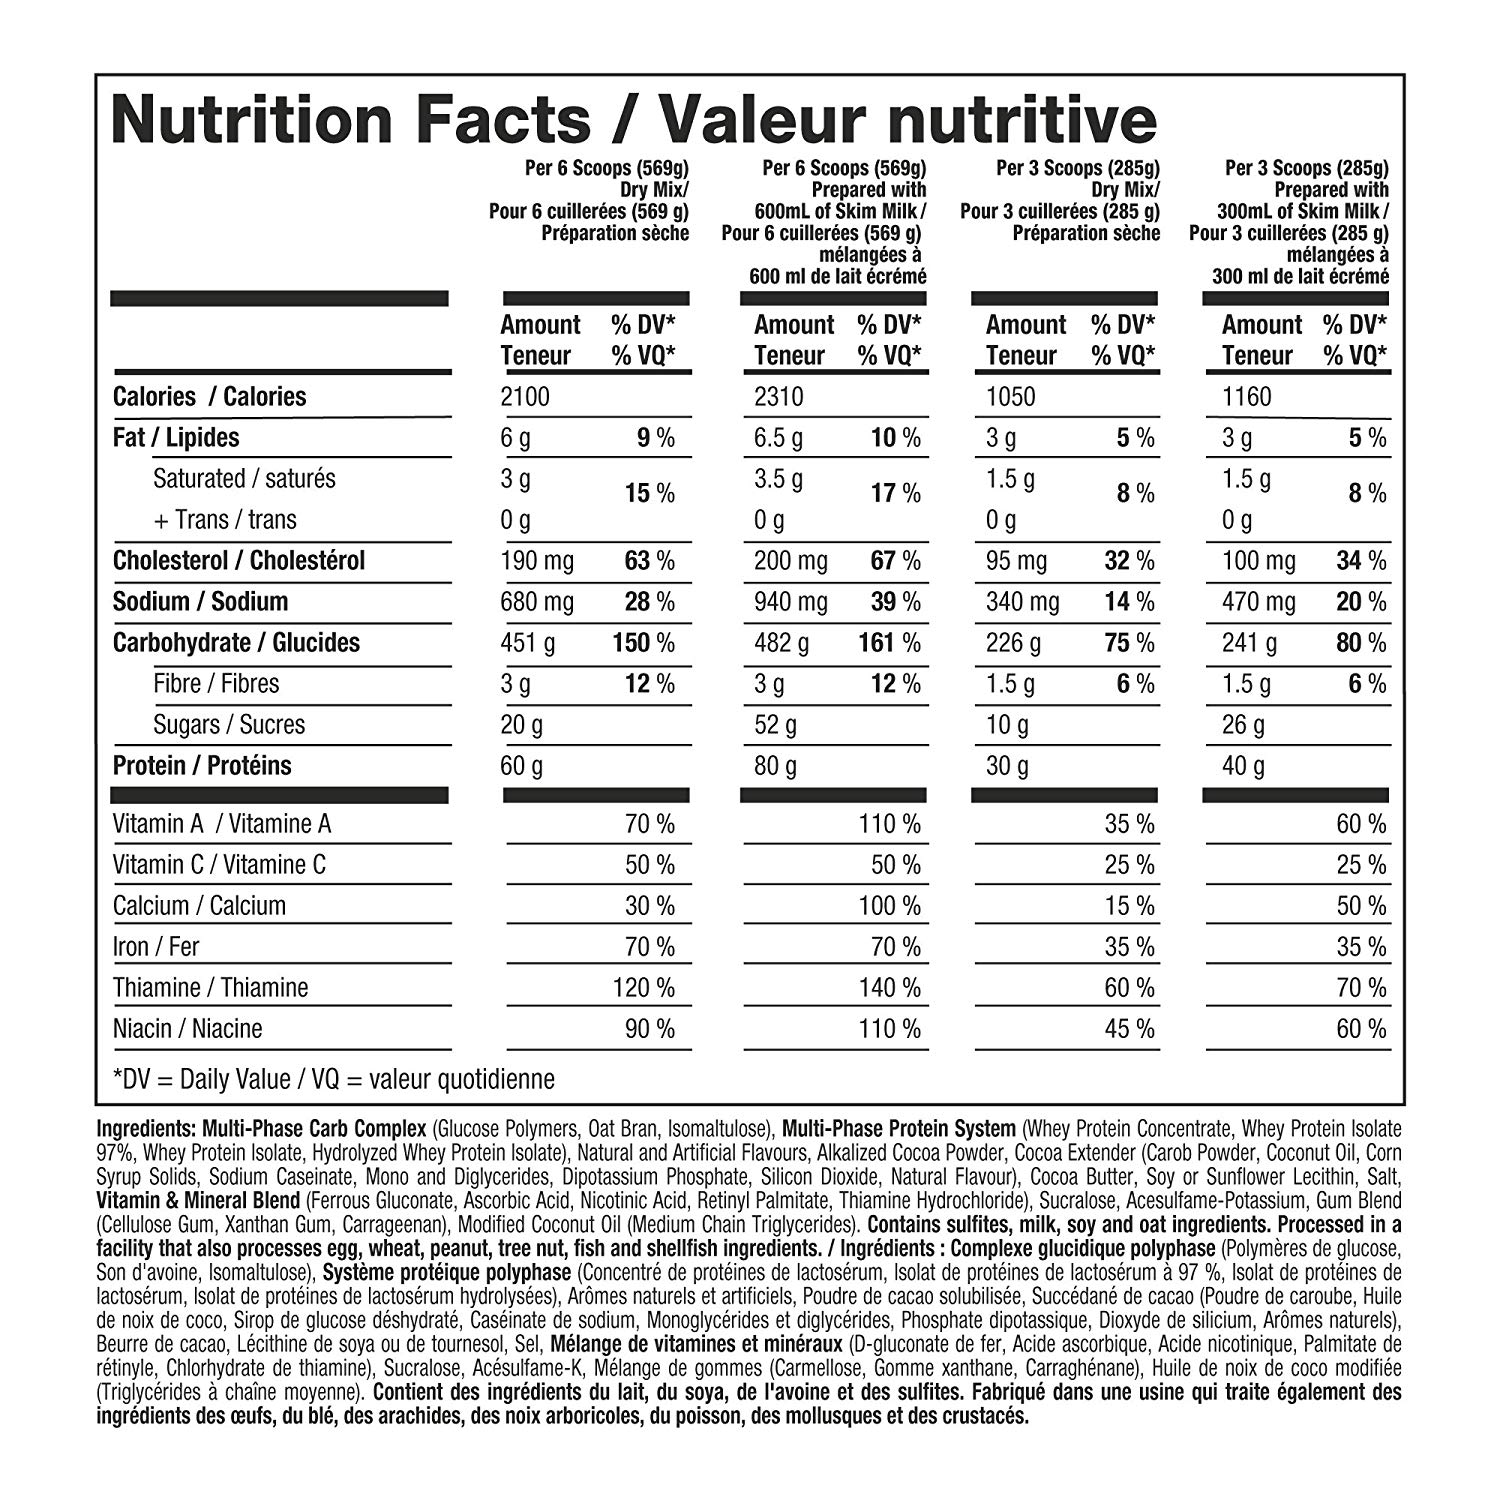 Nutrition Facts / Valeur nutritive
Per 6 Scoops (569g) Dry Mix/ Pour 6 cuillerées (569 g) Préparation sèche
Per 6 Scoops (569g) Prepared with 600mL of Skim Milk / Pour 6 cuillerées (569 g) mélangées à 600 ml de lait écrémé
Per 3 Scoops (285g) Dry Mix/ Pour 3 cuillerées (285 g) Préparation sèche
Per 3 Scoops (285g) Prepared with 300mL of Skim Milk / Pour 3 cuillerées (285 g) mélangées à 300 ml de lait écrémé
Amount % DV* Amount % DV* Amount % DV* Amount % DV*
Teneur % VQ* Teneur % VQ* Teneur % VQ* Teneur % VQ*
Calories / Calories 2100 2310 1050 1160
Fat / Lipides 6 g 9 % 6.5 g 10 % 3 g 5 % 3 g 5 %
Saturated / saturés 3 g 15 % 3.5 g 17 % 1.5 g 8 % 1.5 g 8 %
+ Trans / trans 0 g 0 g 0 g 0 g
Cholesterol / Cholestérol 190 mg 63 % 200 mg 67 % 95 mg 32 % 100 mg 34 %
Sodium / Sodium 680 mg 28 % 940 mg 39 % 340 mg 14 % 470 mg 20 %
Carbohydrate / Glucides 451 g 150 % 482 g 161 % 226 g 75 % 241 g 80 %
Fibre / Fibres 3 g 12 % 3 g 12 % 1.5 g 6 % 1.5 g 6 %
Sugars / Sucres 20 g 52 g 10 g 26 g
Protein / Protéins 60 g 80 g 30 g 40 g
Vitamin A / Vitamine A 70 % 110 % 35 % 60 %
Vitamin C / Vitamine C 50 % 50 % 25 % 25 %
Calcium / Calcium 30 % 100 % 15 % 50 %
Iron / Fer 70 % 70 % 35 % 35 %
Thiamine / Thiamine 120 % 140 % 60 % 70 %
Niacin / Niacine 90 % 110 % 45 % 60 %
*DV = Daily Value / VQ = valeur quotidienne
Ingredients: Multi-Phase Carb Complex (Glucose Polymers, Oat Bran, Isomaltulose), Multi-Phase Protein System (Whey Protein Concentrate, Whey Protein Isolate
97%, Whey Protein Isolate, Hydrolyzed Whey Protein Isolate), Natural and Artificial Flavours, Alkalized Cocoa Powder, Cocoa Extender (Carob Powder, Coconut Oil, Corn
Syrup Solids, Sodium Caseinate, Mono and Diglycerides, Dipotassium Phosphate, Silicon Dioxide, Natural Flavour), Cocoa Butter, Soy or Sunflower Lecithin, Salt,
Vitamin & Mineral Blend (Ferrous Gluconate, Ascorbic Acid, Nicotinic Acid, Retinyl Palmitate, Thiamine Hydrochloride), Sucralose, Acesulfame-Potassium, Gum Blend
(Cellulose Gum, Xanthan Gum, Carrageenan), Modified Coconut Oil (Medium Chain Triglycerides). Contains sulfites, milk, soy and oat ingredients. Processed in a
facility that also processes egg, wheat, peanut, tree nut, fish and shellfish ingredients. / Ingrédients : Complexe glucidique polyphase (Polymères de glucose,
Son d'avoine, Isomaltulose), Système protéique polyphase (Concentré de protéines de lactosérum, Isolat de protéines de lactosérum à 97 %, Isolat de protéines de
lactosérum, Isolat de protéines de lactosérum hydrolysées), Arômes naturels et artificiels, Poudre de cacao solubilisée, Succédané de cacao (Poudre de caroube, Huile
de noix de coco, Sirop de glucose déshydraté, Caséinate de sodium, Monoglycérides et diglycérides, Phosphate dipotassique, Dioxyde de silicium, Arômes naturels),
Beurre de cacao, Lécithine de soya ou de tournesol, Sel, Mélange de vitamines et minéraux (D-gluconate de fer, Acide ascorbique, Acide nicotinique, Palmitate de
rétinyle, Chlorhydrate de thiamine), Sucralose, Acésulfame-K, Mélange de gommes (Carmellose, Gomme xanthane, Carraghénane), Huile de noix de coco modifiée
(Triglycérides à chaîne moyenne). Contient des ingrédients du lait, du soya, de l'avoine et des sulfites. Fabriqué dans une usine qui traite également des
ingrédients des œufs, du blé, des arachides, des noix arboricoles, du poisson, des mollusques et des crustacés.